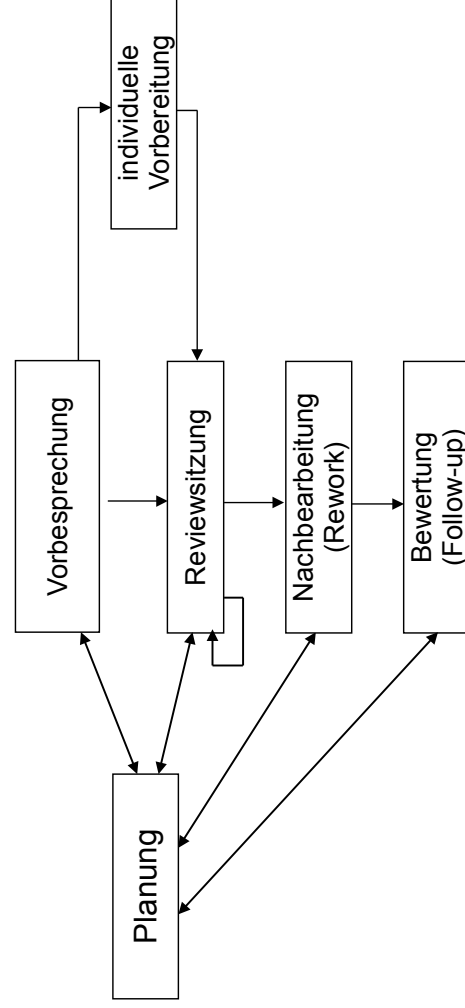 Planung
Vorbesprechung
individuelle
Vorbereitung
Reviewsitzung
Nachbearbeitung
(Rework)
Bewertung
(Follow-up)